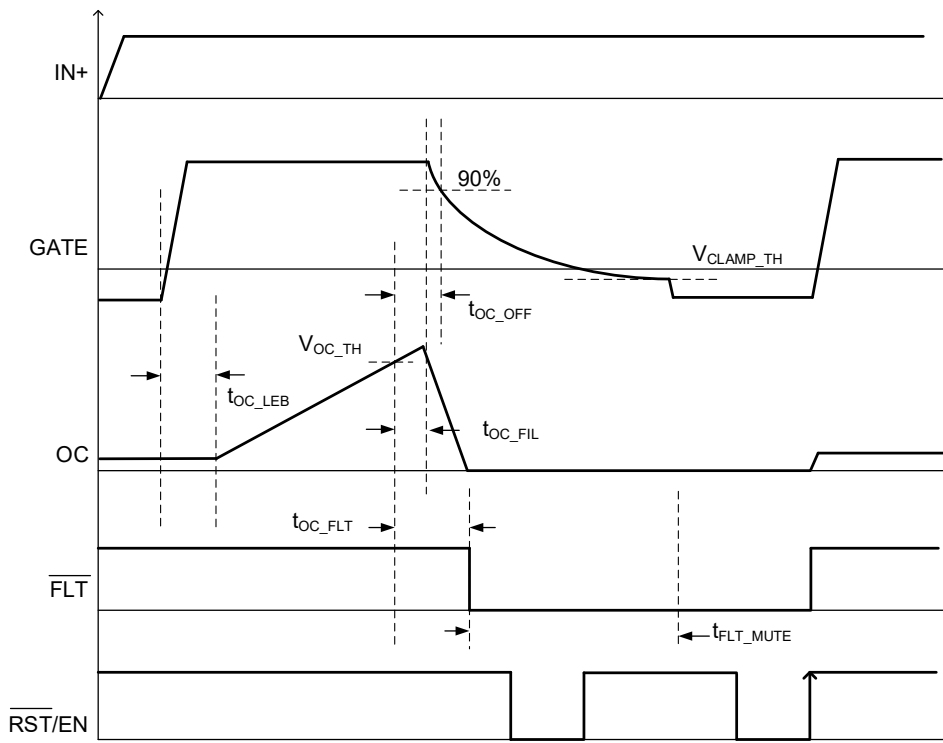 IN+
90%
GATE
VCLAMP_TH
tOC_OFF
VOC_TH
tOC_LEB
tOC_FIL
OC
tOC_FLT
FLT
tFLT_MUTE
RST/EN